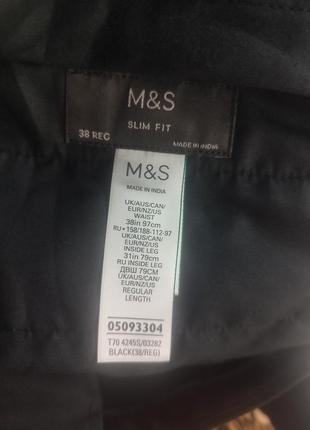 M&S
SLIM FIT
38 REG
MADE IN INDIA
M&S
MADE IN INDIA
UK/AUS/CAN/
EUR/NZ/US
WAIST
38in 97cm
RU•158/188-112-97
UK/AUS/CAN/
EUR/NZ/US
INSIDE LEG
31in 79cm
RU INSIDE LEG
ДВШ 79СМ
UK/AUS/CAN/
EUR/NZ/US
REGULAR
LENGTH
05093304
T70 4245S/03282
BLACK(38/REG)